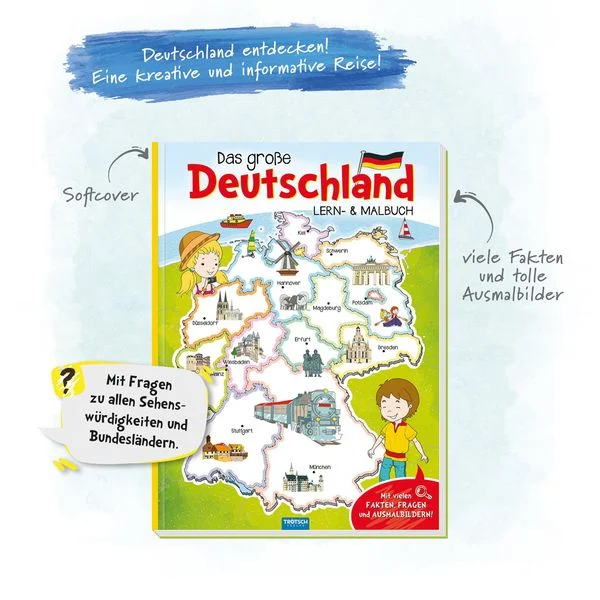 Deutschland entdecken!
Eine kreative und informative Reise!
Softcover
viele Fakten
und tolle
Ausmalbilder
Das große
Deutschland
LERN- & MALBUCH
Kiel
Schwerin
Hannover
Magdeburg
Potsdam
Düsseldorf
Erfurt
Dresden
Wiesbaden
Stuttgart
München
?
Mit Fragen
zu allen Sehens-
würdigkeiten und
Bundesländern.
Mit vielen
FAKTEN, FRAGEN
und AUSMALBILDERN!
TRÖTSCH
VERLAG